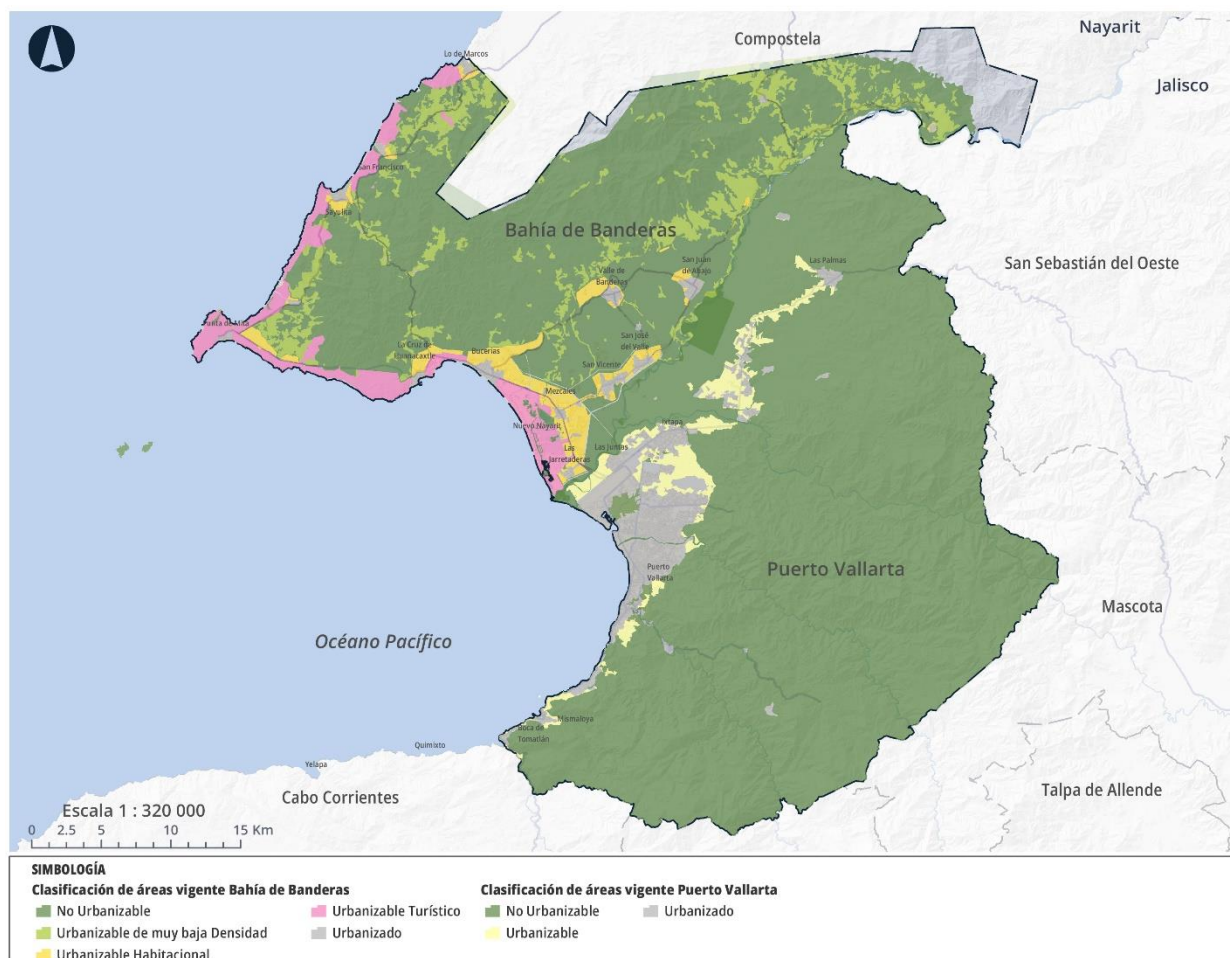 Nayarit
Compostela
Jalisco
Lo de Marcos
San Francisco
Sayulita
Bahía de Banderas
San Sebastián del Oeste
Las Palmas
San Juan
de Abajo
Valle de
Banderas
Punta de Mita
La Cruz de
Huanacaxtle
Bucerías
San José
del Valle
San Vicente
Mezcales
Nuevo Nayarit
Ixtapa
Las Juntas
Las
Jarretaderas
Puerto
Vallarta
Puerto Vallarta
Mascota
Océano Pacífico
Mismaloya
Boca de
Tomatlán
Quimixto
Yelapa
Cabo Corrientes
Talpa de Allende
Escala 1 : 320 000
0 2.5 5 10 15 Km
SIMBOLOGÍA
Clasificación de áreas vigente Bahía de Banderas
No Urbanizable
Urbanizable de muy baja Densidad
Urbanizable Habitacional
Urbanizable Turístico
Urbanizado
Clasificación de áreas vigente Puerto Vallarta
No Urbanizable
Urbanizable
Urbanizado